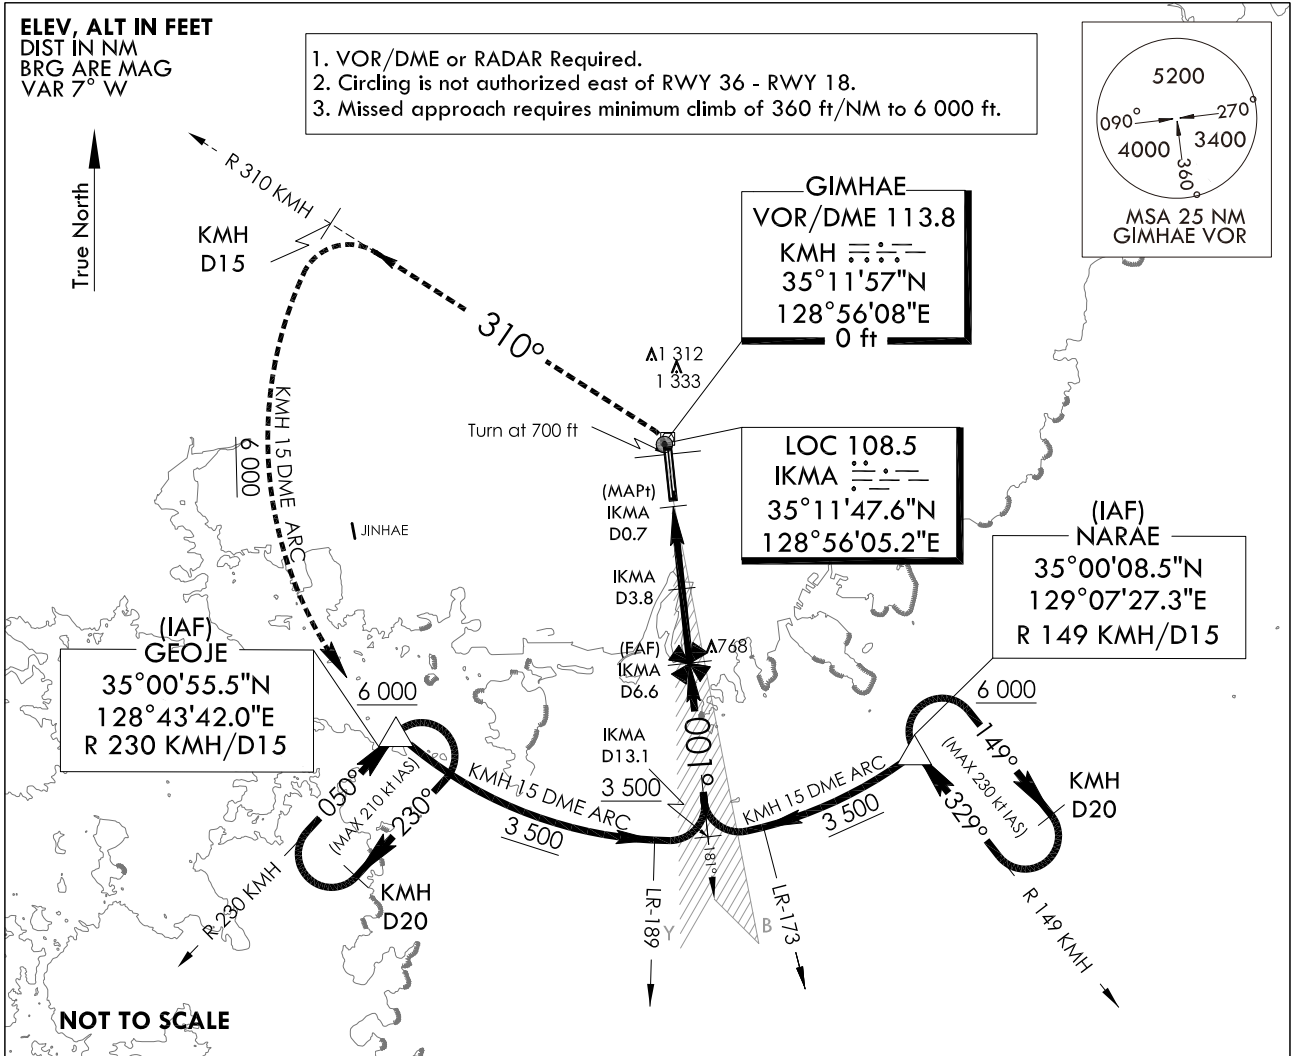 ELEV, ALT IN FEET
DIST IN NM
BRG ARE MAG
VAR 7° W
1. VOR/DME or RADAR Required.
2. Circling is not authorized east of RWY 36 - RWY 18.
3. Missed approach requires minimum climb of 360 ft/NM to 6 000 ft.
5200
090°
270°
4000
3400
360°
MSA 25 NM
GIMHAE VOR
True North
R 310 KMH
KMH
D15
310°
GIMHAE
VOR/DME 113.8
KMH
35°11'57"N
128°56'08"E
0 ft
1 312
1 333
Turn at 700 ft
LOC 108.5
IKMA
35°11'47.6"N
128°56'05.2"E
KMH 15 DME ARC
6 000
JINHAE
(MAPt)
IKMA
D0.7
IKMA
D3.8
(FAF)
IKMA
D6.6
768
(IAF)
NARAE
35°00'08.5"N
129°07'27.3"E
R 149 KMH/D15
(IAF)
GEOJE
35°00'55.5"N
128°43'42.0"E
R 230 KMH/D15
6 000
6 000
IKMA
D13.1
3 500
001°
KMH 15 DME ARC
3 500
KMH 15 DME ARC
3 500
050°
(MAX 210 kt IAS)
230°
149°
(MAX 230 kt IAS)
329°
KMH
D20
KMH
D20
R 230 KMH
R 149 KMH
181°
LR-189
LR-173
Y
B
NOT TO SCALE